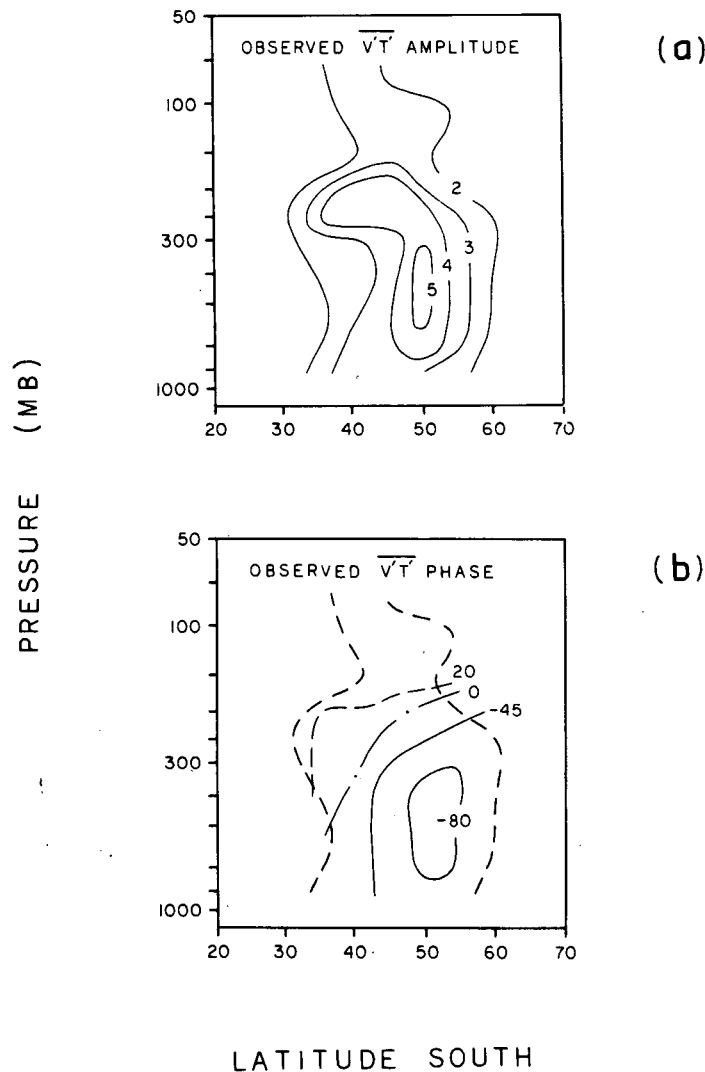 50
OBSERVED V'T' AMPLITUDE
(a)
100
2
300
3
4
5
1000
20 30 40 50 60 70
PRESSURE (MB)
50
OBSERVED V'T' PHASE
(b)
100
20
0
-45
300
-80
1000
20 30 40 50 60 70
LATITUDE SOUTH